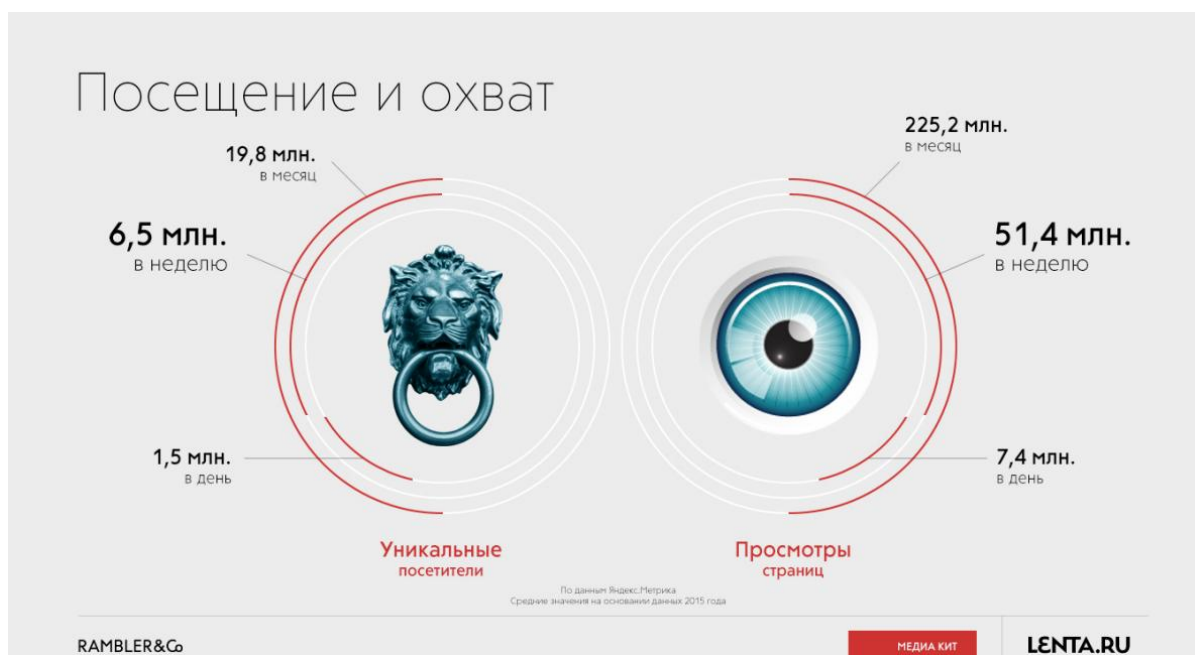 Посещение и охват
19,8 млн.
в месяц
6,5 млн.
в неделю
1,5 млн.
в день
Уникальные
посетители
225,2 млн.
в месяц
51,4 млн.
в неделю
7,4 млн.
в день
Просмотры
страниц
По данным Яндекс.Метрика
Средние значения на основании данных 2015 года
RAMBLER&Co
МЕДИА КИТ
LENTA.RU